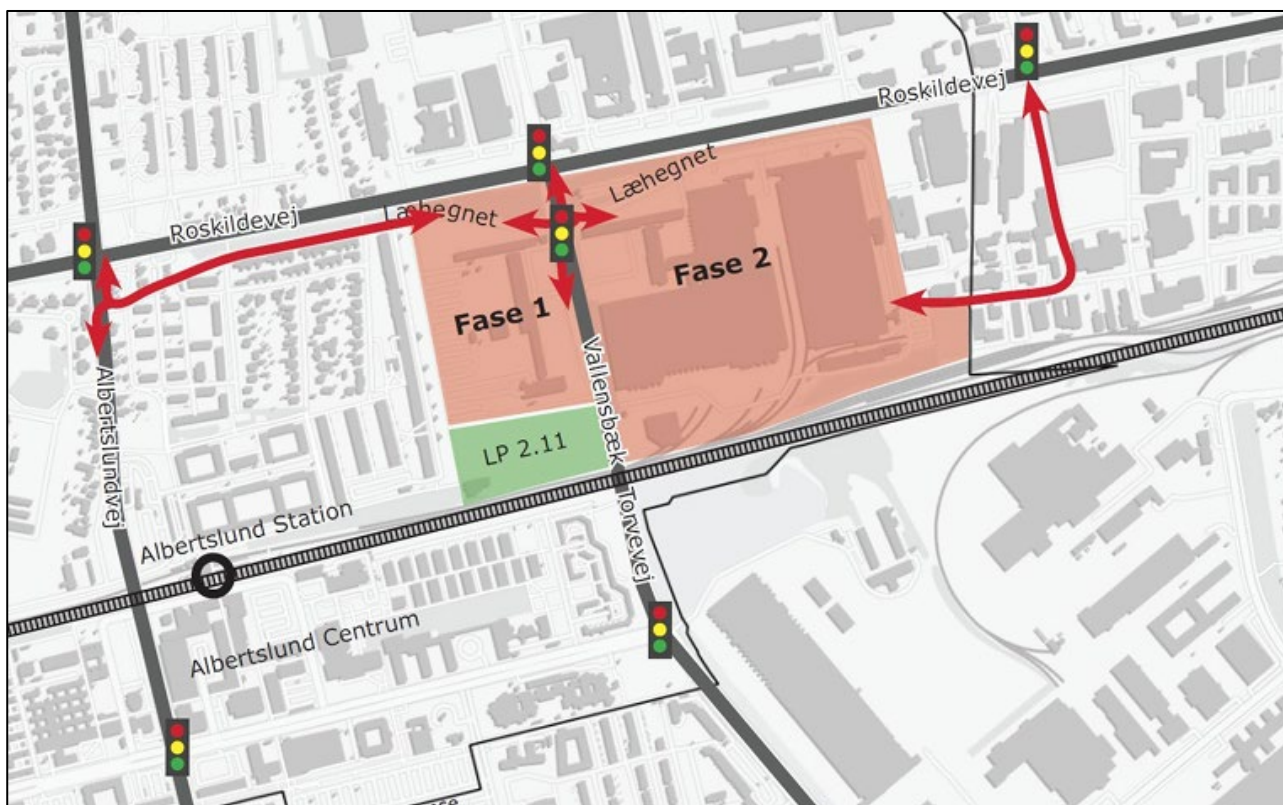 Roskildevej
Roskildevej
Læhegnet
Læhegnet
Fase 1
Fase 2
Vallensbæk Torvevej
LP 2.11
Albertslundvej
Albertslund Station
Albertslund Centrum